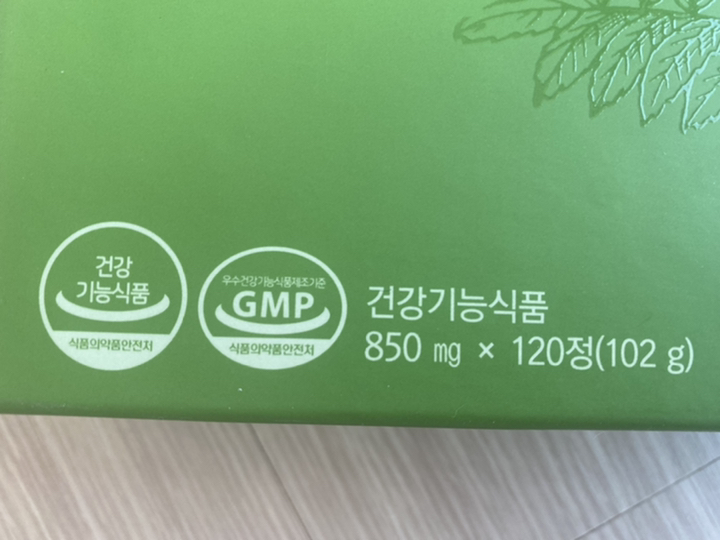 건강
기능식품
식품의약품안전처
우수건강기능식품제조기준
GMP
식품의약품안전처
건강기능식품
850 mg × 120정(102 g)